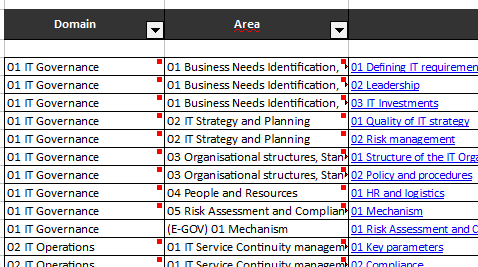 Domain Area
01 IT Governance 01 Business Needs Identification, 01 Defining IT requiremen
01 IT Governance 01 Business Needs Identification, 02 Leadership
01 IT Governance 01 Business Needs Identification, 03 IT Investments
01 IT Governance 02 IT Strategy and Planning 01 Quality of IT strategy
01 IT Governance 02 IT Strategy and Planning 02 Risk management
01 IT Governance 03 Organisational structures, Stan 01 Structure of the IT Orga
01 IT Governance 03 Organisational structures, Stan 02 Policy and procedures
01 IT Governance 04 People and Resources 01 HR and logistics
01 IT Governance 05 Risk Assessment and Complian 01 Mechanism
01 IT Governance (E-GOV) 01 Mechanism 01 Risk Assessment and C
02 IT Operations 01 IT Service Continuity managem 01 Key parameters
02 IT Operations 01 IT Service Continuity managem 02 Compliance